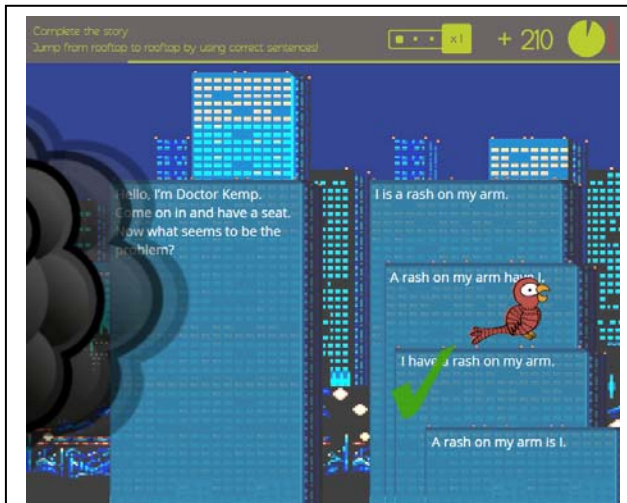 Complete the story
Jump from rooftop to rooftop by using correct sentences!
x1
+ 210
Hello, I'm Doctor Kemp.
Come on in and have a seat.
Now what seems to be the
problem?
I is a rash on my arm.
A rash on my arm have I.
I have a rash on my arm.
A rash on my arm is I.